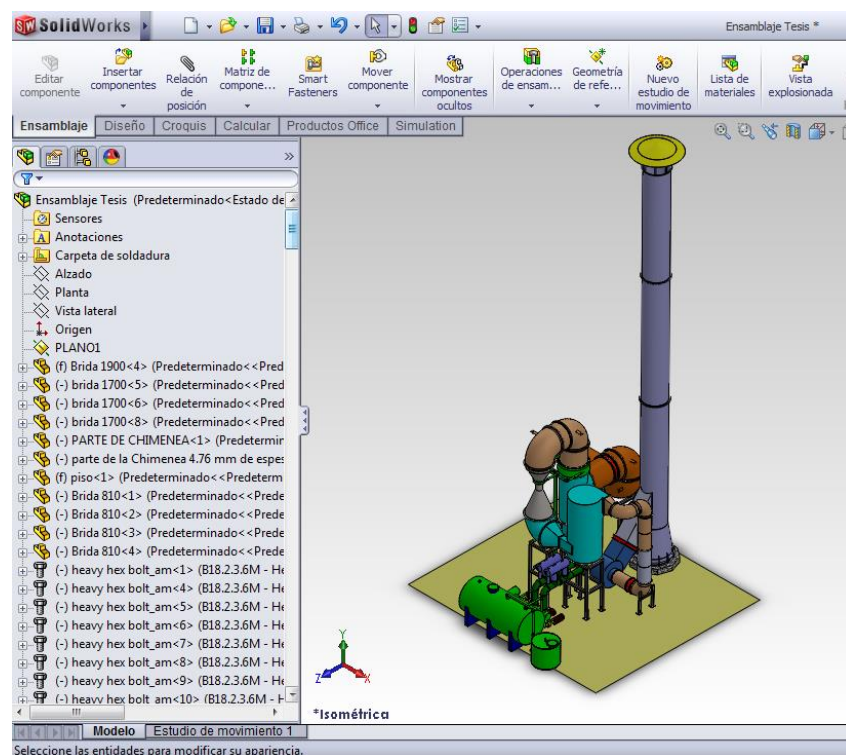 SolidWorks
Ensamblaje Tesis *
Editar componente
Insertar componentes
Relación de posición
Matriz de compone...
Smart Fasteners
Mover componente
Mostrar componentes ocultos
Operaciones de ensam...
Geometría de refe...
Nuevo estudio de movimiento
Lista de materiales
Vista explosionada
Ensamblaje Diseño Croquis Calcular Productos Office Simulation
Ensamblaje Tesis (Predeterminado<Estado de
Sensores
Anotaciones
Carpeta de soldadura
Alzado
Planta
Vista lateral
Origen
PLANO1
(f) Brida 1900<4> (Predeterminado<<Pred
(-) brida 1700<5> (Predeterminado<<Pred
(-) brida 1700<6> (Predeterminado<<Pred
(-) brida 1700<8> (Predeterminado<<Pred
(-) PARTE DE CHIMENEA<1> (Predetermir
(-) parte de la Chimenea 4.76 mm de espes
(f) piso<1> (Predeterminado<<Predeterm
(-) Brida 810<1> (Predeterminado<<Prede
(-) Brida 810<2> (Predeterminado<<Prede
(-) Brida 810<3> (Predeterminado<<Prede
(-) Brida 810<4> (Predeterminado<<Prede
(-) heavy hex bolt_am<1> (B18.2.3.6M - He
(-) heavy hex bolt_am<4> (B18.2.3.6M - He
(-) heavy hex bolt_am<5> (B18.2.3.6M - He
(-) heavy hex bolt_am<6> (B18.2.3.6M - He
(-) heavy hex bolt_am<7> (B18.2.3.6M - He
(-) heavy hex bolt_am<8> (B18.2.3.6M - He
(-) heavy hex bolt_am<9> (B18.2.3.6M - He
(-) heavy hex bolt_am<10> (B18.2.3.6M - H
Y
Z
X
*Isométrica
Modelo Estudio de movimiento 1
Seleccione las entidades para modificar su apariencia.